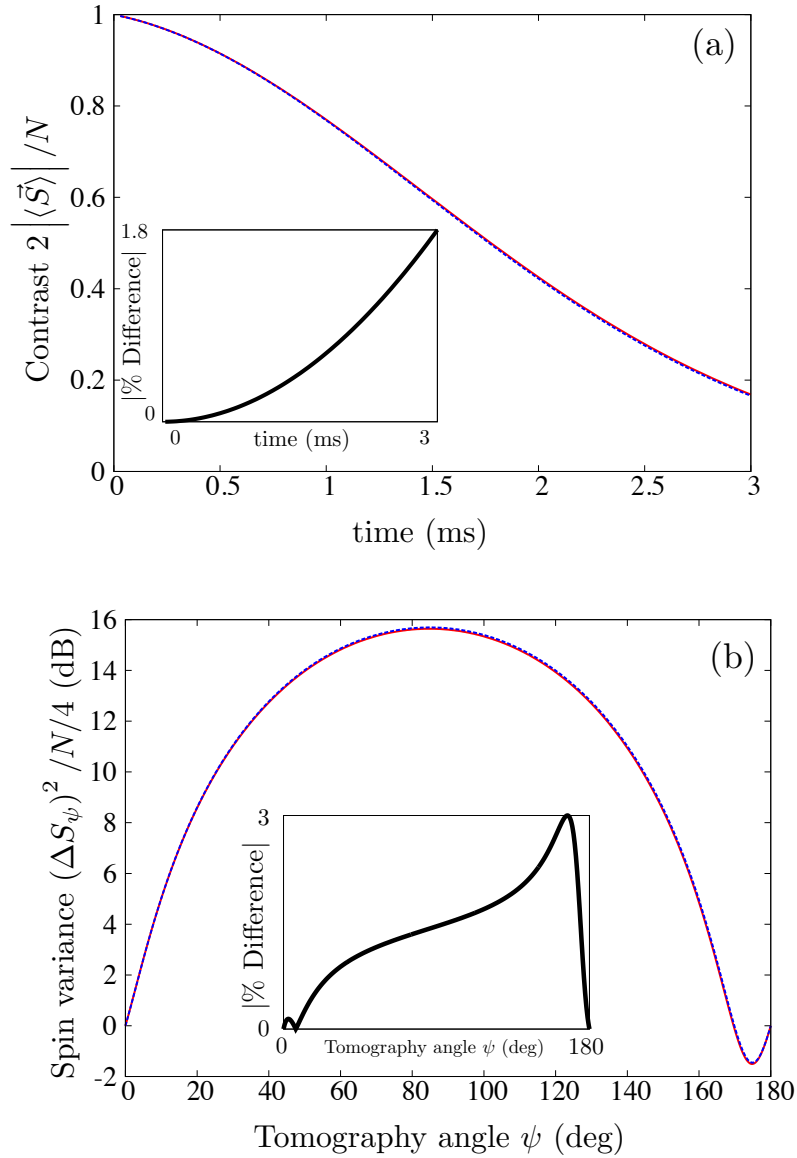 (a)
Contrast 2 |⟨S⃗⟩| /N
1
0.8
0.6
0.4
0.2
0
0 0.5 1 1.5 2 2.5 3
time (ms)
|% Difference|
1.8
0
0 time (ms) 3
(b)
Spin variance (ΔS_ψ)² /N/4 (dB)
16
14
12
10
8
6
4
2
0
-2
0 20 40 60 80 100 120 140 160 180
Tomography angle ψ (deg)
|% Difference|
3
0
0 Tomography angle ψ (deg) 180